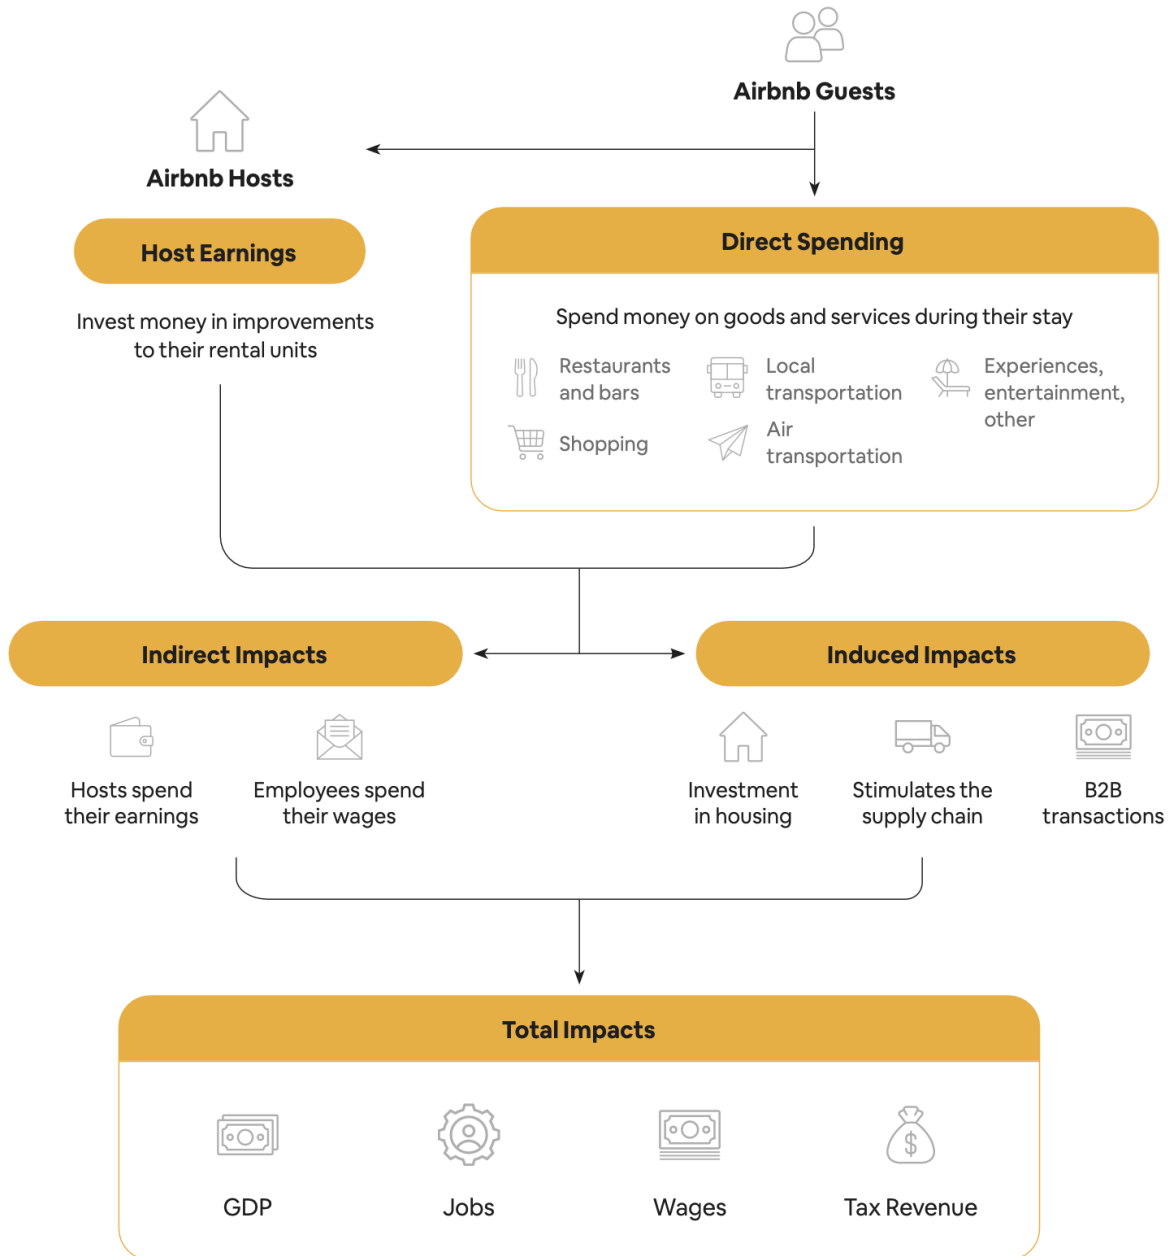 Airbnb Guests
Airbnb Hosts
Host Earnings
Invest money in improvements
to their rental units
Direct Spending
Spend money on goods and services during their stay
Restaurants
and bars
Local
transportation
Experiences,
entertainment,
other
Shopping
Air
transportation
Indirect Impacts
Hosts spend
their earnings
Employees spend
their wages
Induced Impacts
Investment
in housing
Stimulates the
supply chain
B2B
transactions
Total Impacts
GDP
Jobs
Wages
$
Tax Revenue